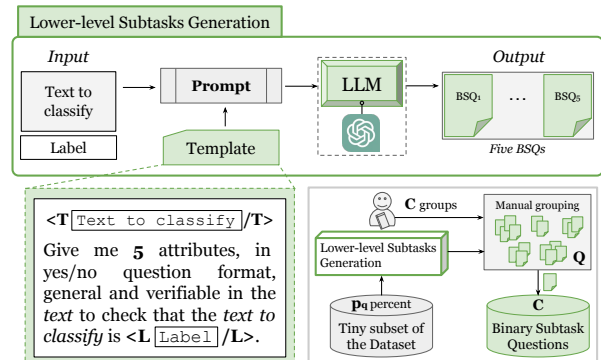 Lower-level Subtasks Generation
Input
Output
Text to
classify
Label
Prompt
Template
LLM
BSQ₁
...
BSQ₅
Five BSQs
<T Text to classify /T>
Give me 5 attributes, in
yes/no question format,
general and verifiable in the
text to check that the text to
classify is <L Label /L>.
C groups
Manual grouping
Q
Lower-level Subtasks
Generation
pq percent
Tiny subset of
the Dataset
C
Binary Subtask
Questions